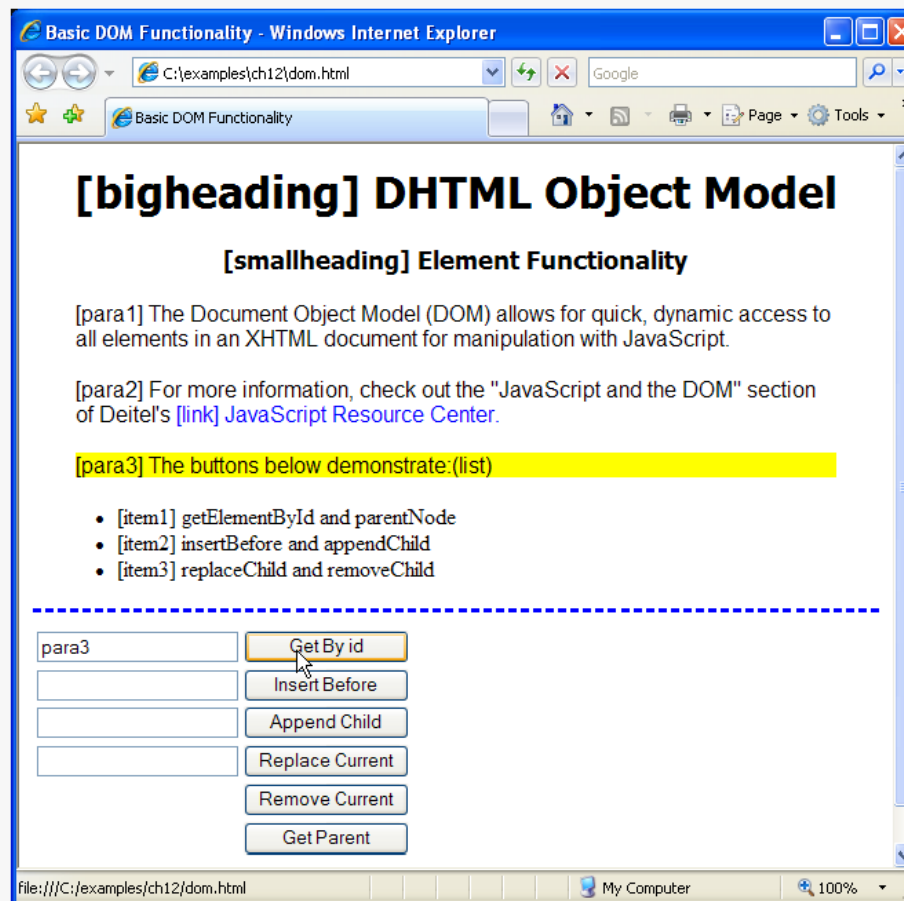 Basic DOM Functionality - Windows Internet Explorer
C:\examples\ch12\dom.html
Google
Basic DOM Functionality
Page
Tools
[bigheading] DHTML Object Model
[smallheading] Element Functionality
[para1] The Document Object Model (DOM) allows for quick, dynamic access to
all elements in an XHTML document for manipulation with JavaScript.
[para2] For more information, check out the "JavaScript and the DOM" section
of Deitel's [link] JavaScript Resource Center.
[para3] The buttons below demonstrate:(list)
• [item1] getElementById and parentNode
• [item2] insertBefore and appendChild
• [item3] replaceChild and removeChild
para3 Get By id
Insert Before
Append Child
Replace Current
Remove Current
Get Parent
file:///C:/examples/ch12/dom.html My Computer 100%